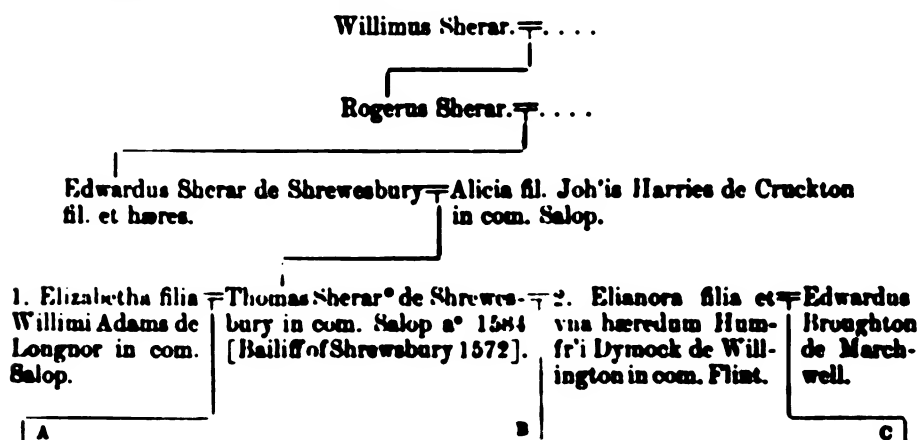 Willimus Sherar.=. . . .
Rogerus Sherar.=. . . .
Edwardus Sherar de Shrewesbury=Alicia fil. Joh'is Harries de Cruckton
fil. et hæres. in com. Salop.
1. Elizabetha filia
Willimi Adams de
Longnor in com.
Salop.
=Thomas Sherar* de Shrewes-
bury in com. Salop aº 1584
[Bailiff of Shrewsbury 1572].
=2. Elianora filia et
vna hæredum Hum-
fr'i Dymock de Will-
ington in com. Flint.
=Edwardus
Broughton
de March-
well.
A B C